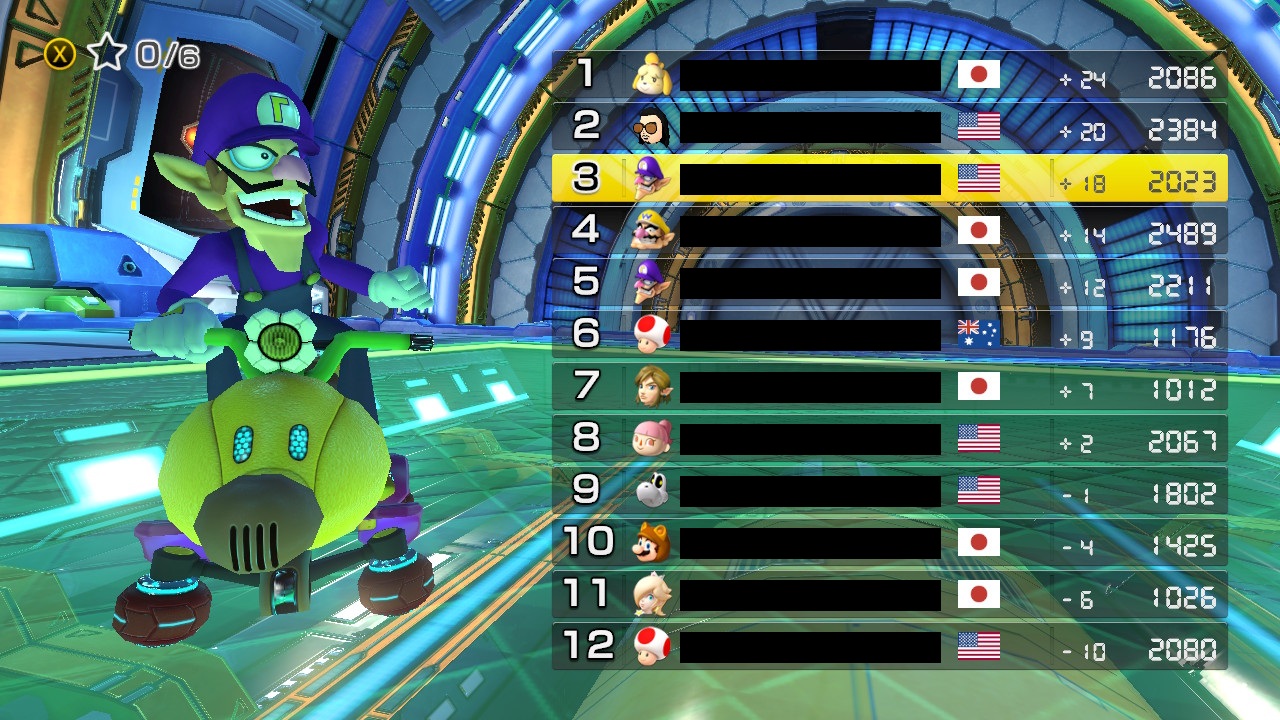 X 0/6
1 + 24 2086
2 + 20 2384
3 + 18 2023
4 + 14 2489
5 + 12 2211
6 + 9 1176
7 + 7 1012
8 + 2 2067
9 - 1 1802
10 - 4 1425
11 - 6 1026
12 - 10 2080